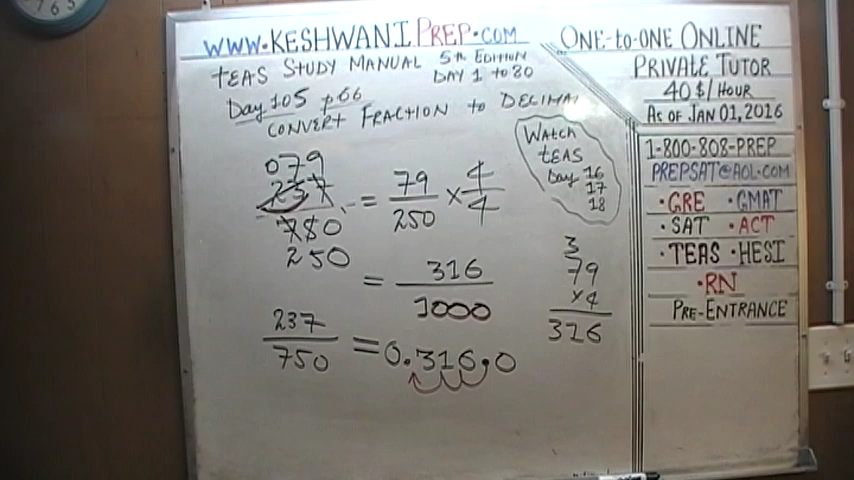 WWW.KESHWANIPREP.COM
TEAS STUDY MANUAL 5th EDITION
DAY 1 to 80
Day 105 p66
CONVERT FRACTION to DECIMAL
WATCH
TEAS
Day 16
17
18
079
237 = 79 × 4
750 250 4
250
= 316
1000
3
79
×4
316
237 = 0.316.0
750
ONE-to-ONE ONLINE
PRIVATE TUTOR
40$/HOUR
AS OF JAN 01,2016
1-800-808-PREP
PREPSAT@AOL.COM
•GRE •GMAT
•SAT •ACT
•TEAS •HESI
•RN
PRE-ENTRANCE
7 6 5